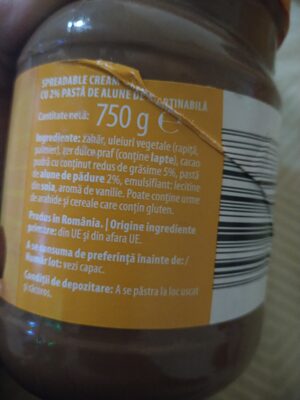 SPREADABLE CREAM
CU 2% PASTĂ DE ALUNE DE TARTINABILĂ
Cantitate netă: 750 g e
Ingrediente: zahăr, uleiuri vegetale (rapiță,
palmier), zer dulce praf (conține lapte), cacao
pudră cu conținut redus de grăsime 5%, pastă
de alune de pădure 2%, emulsifiant: lecitine
din soia, aromă de vanilie. Poate conține urme
de arahide și cereale care conțin gluten.
Produs în România. | Origine ingrediente
primare: din UE și din afara UE.
A se consuma de preferință înainte de:/
Număr lot: vezi capac.
Condiții de depozitare: A se păstra la loc uscat
și răcoros.